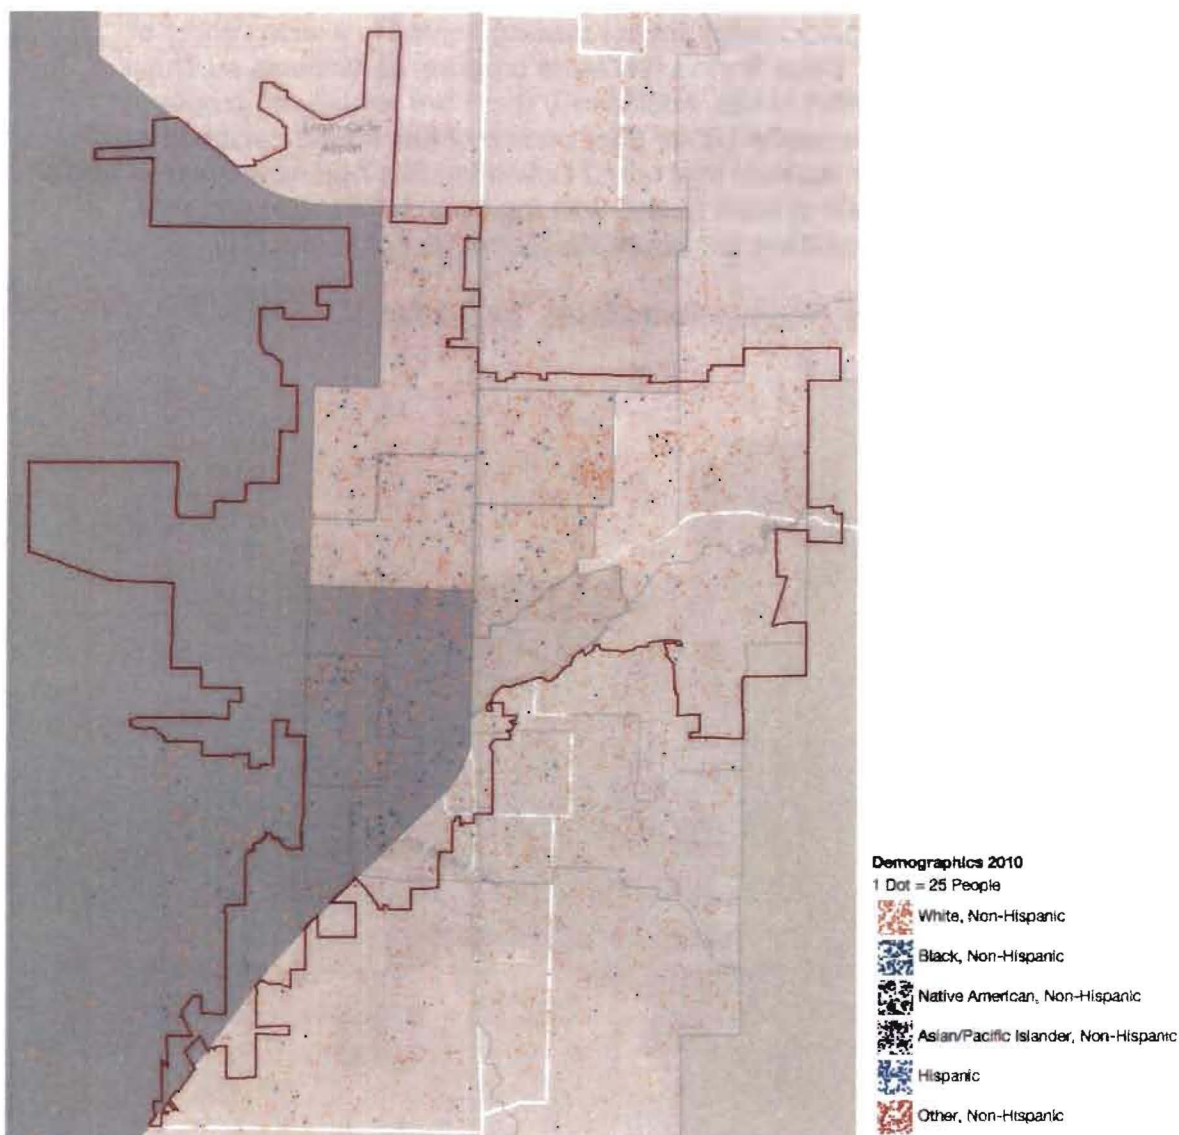 Airport
Demographics 2010
1 Dot = 25 People
White, Non-Hispanic
Black, Non-Hispanic
Native American, Non-Hispanic
Asian/Pacific Islander, Non-Hispanic
Hispanic
Other, Non-Hispanic